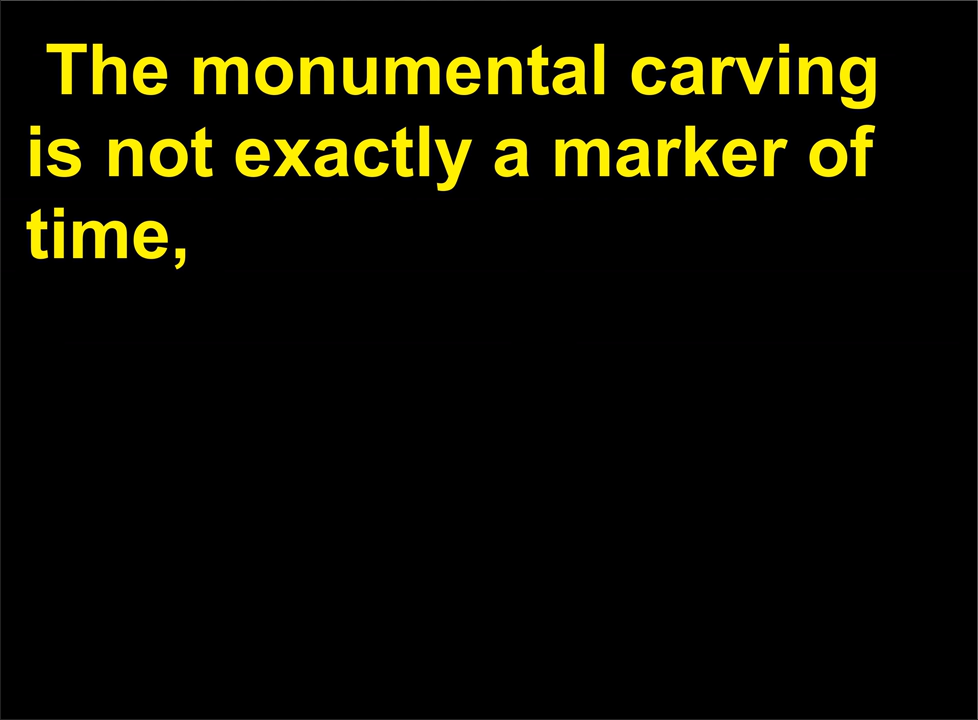 The monumental carving
is not exactly a marker of
time,